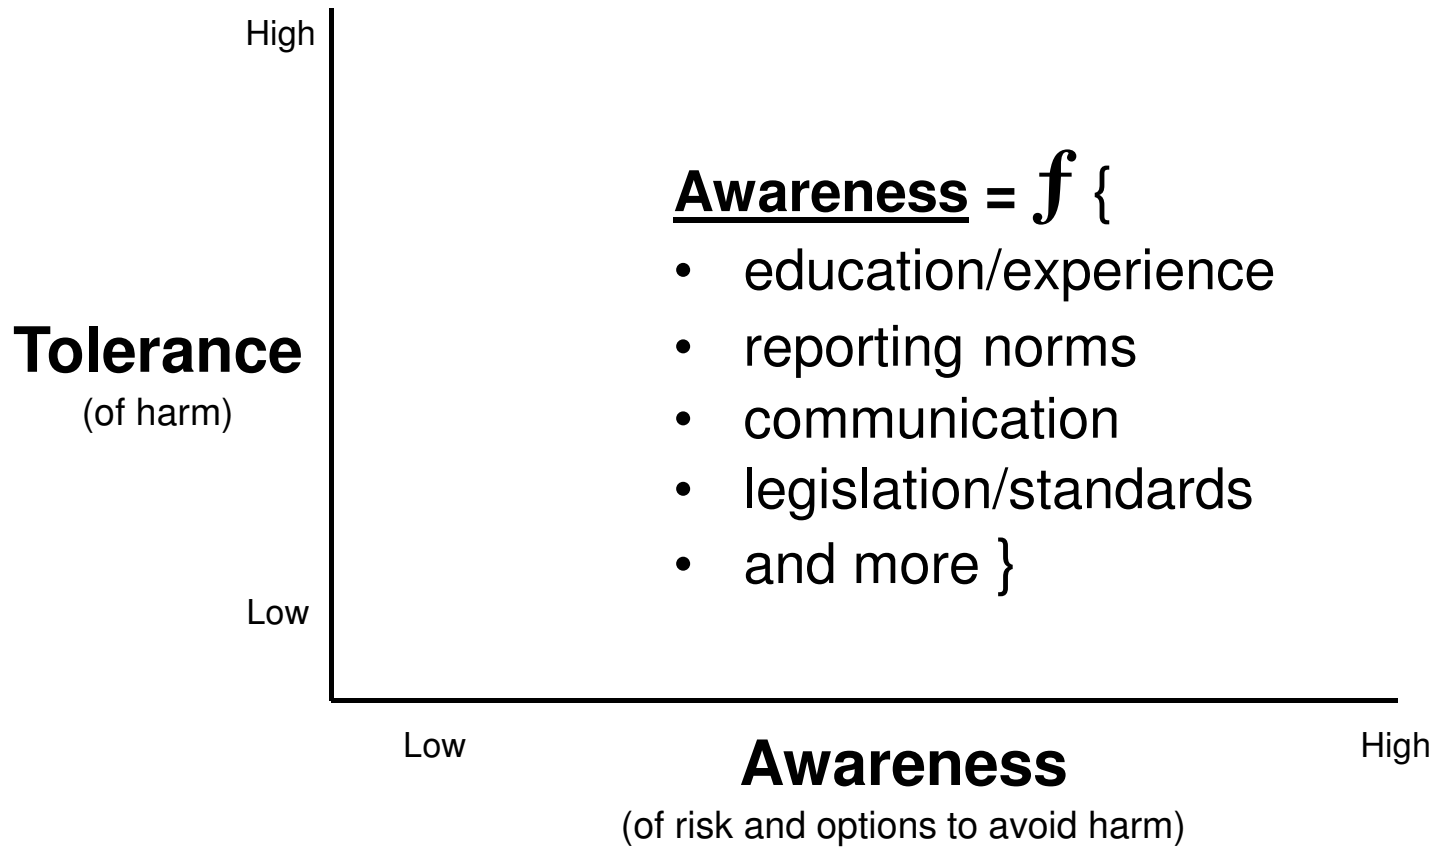 High
Awareness = f {
• education/experience
• reporting norms
Tolerance
(of harm)
• communication
• legislation/standards
• and more }
Low
Low
Awareness
High
(of risk and options to avoid harm)